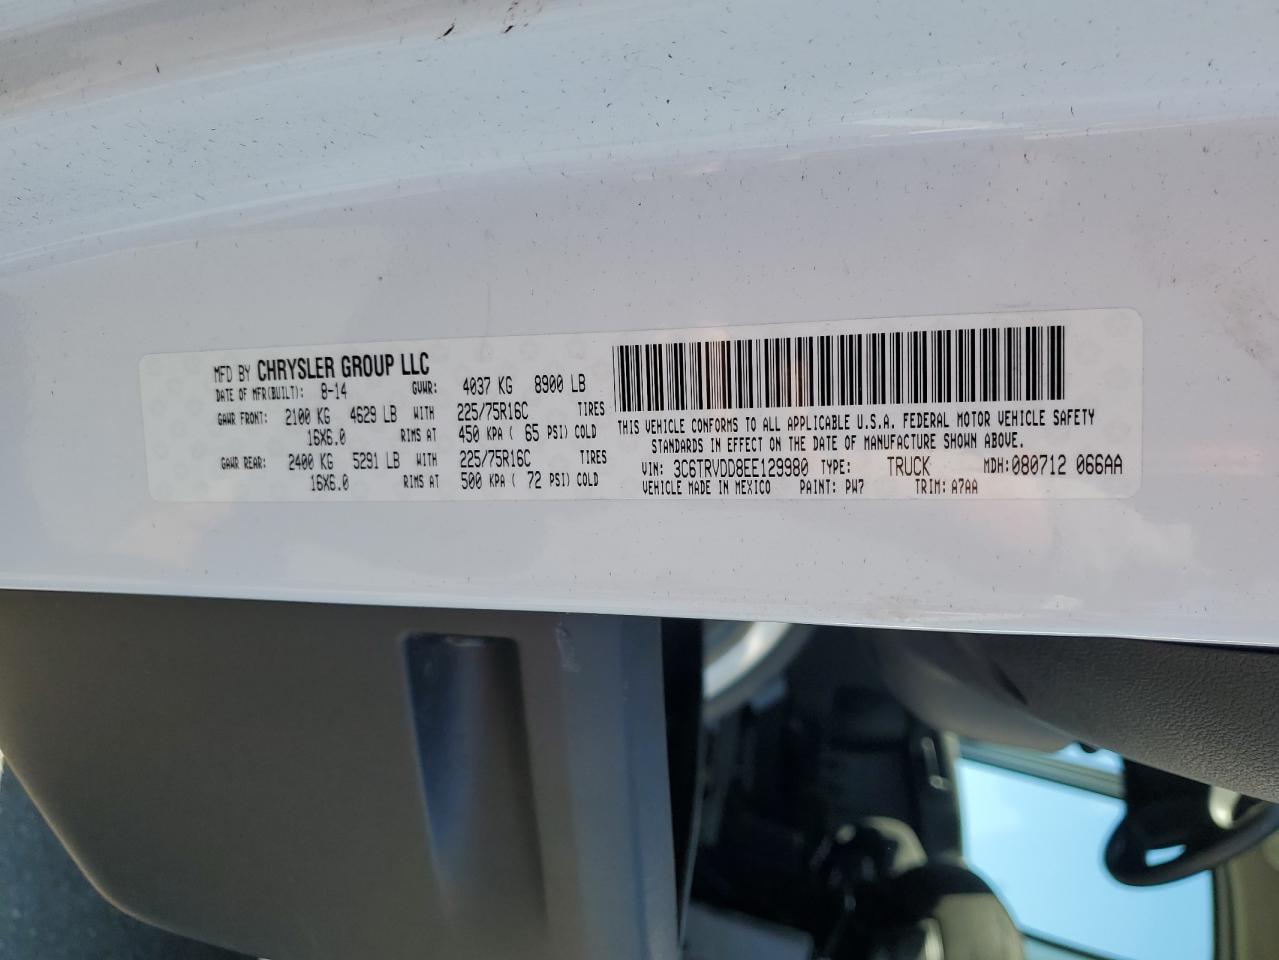 MFD BY CHRYSLER GROUP LLC
DATE OF MFR(BUILT): 8-14 GVWR: 4037 KG 8900 LB
GAWR FRONT: 2100 KG 4629 LB WITH 225/75R16C TIRES
16X6.0 RIMS AT 450 KPA ( 65 PSI) COLD
GAWR REAR: 2400 KG 5291 LB WITH 225/75R16C TIRES
16X6.0 RIMS AT 500 KPA ( 72 PSI) COLD
THIS VEHICLE CONFORMS TO ALL APPLICABLE U.S.A. FEDERAL MOTOR VEHICLE SAFETY
STANDARDS IN EFFECT ON THE DATE OF MANUFACTURE SHOWN ABOVE.
VIN: 3C6TRVDD8EE129980 TYPE: TRUCK MDH: 080712 066AA
VEHICLE MADE IN MEXICO PAINT: PW7 TRIM: A7AA